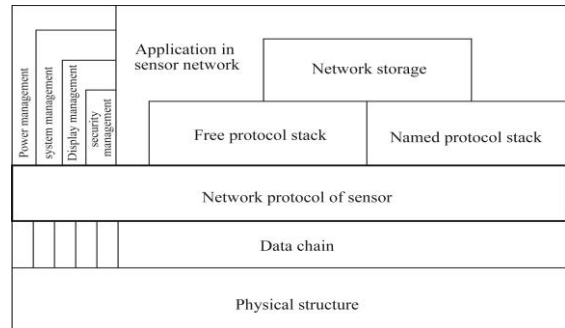 Power management
system management
Display management
security
management
Application in
sensor network
Network storage
Free protocol stack
Named protocol stack
Network protocol of sensor
Data chain
Physical structure